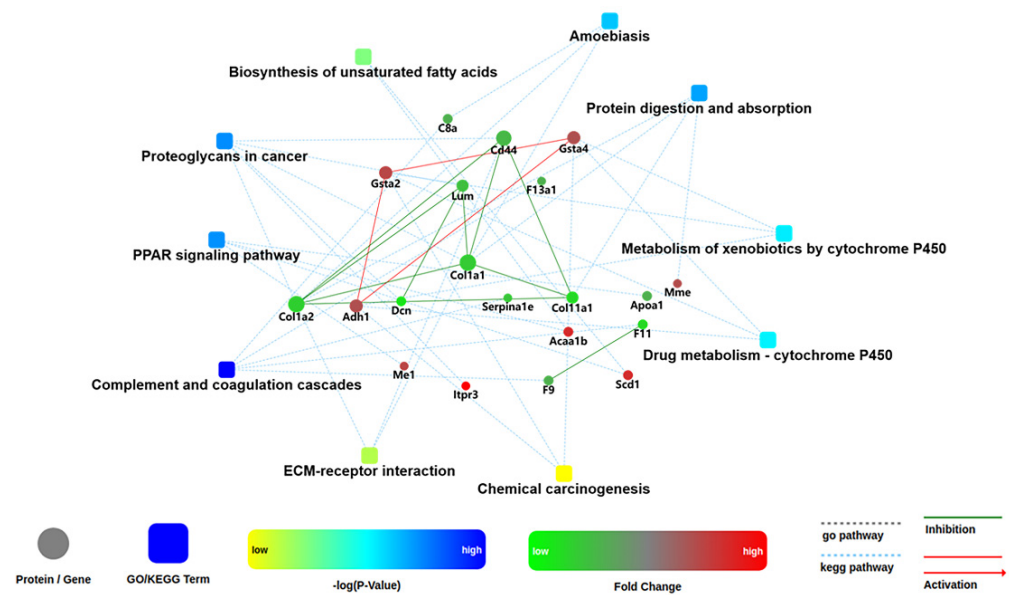 Amoebiasis
Biosynthesis of unsaturated fatty acids
Protein digestion and absorption
C8a
Cd44
Gsta4
Proteoglycans in cancer
Gsta2
Lum
F13a1
Metabolism of xenobiotics by cytochrome P450
PPAR signaling pathway
Col1a1
Mme
Col1a2
Adh1
Dcn
Serpina1e
Col11a1
Apoa1
Acaa1b
F11
Drug metabolism - cytochrome P450
Complement and coagulation cascades
Me1
Itpr3
F9
Scd1
ECM-receptor interaction
Chemical carcinogenesis
low
high
low
high
go pathway
Inhibition
kegg pathway
Protein / Gene
GO/KEGG Term
-log(P-Value)
Fold Change
Activation